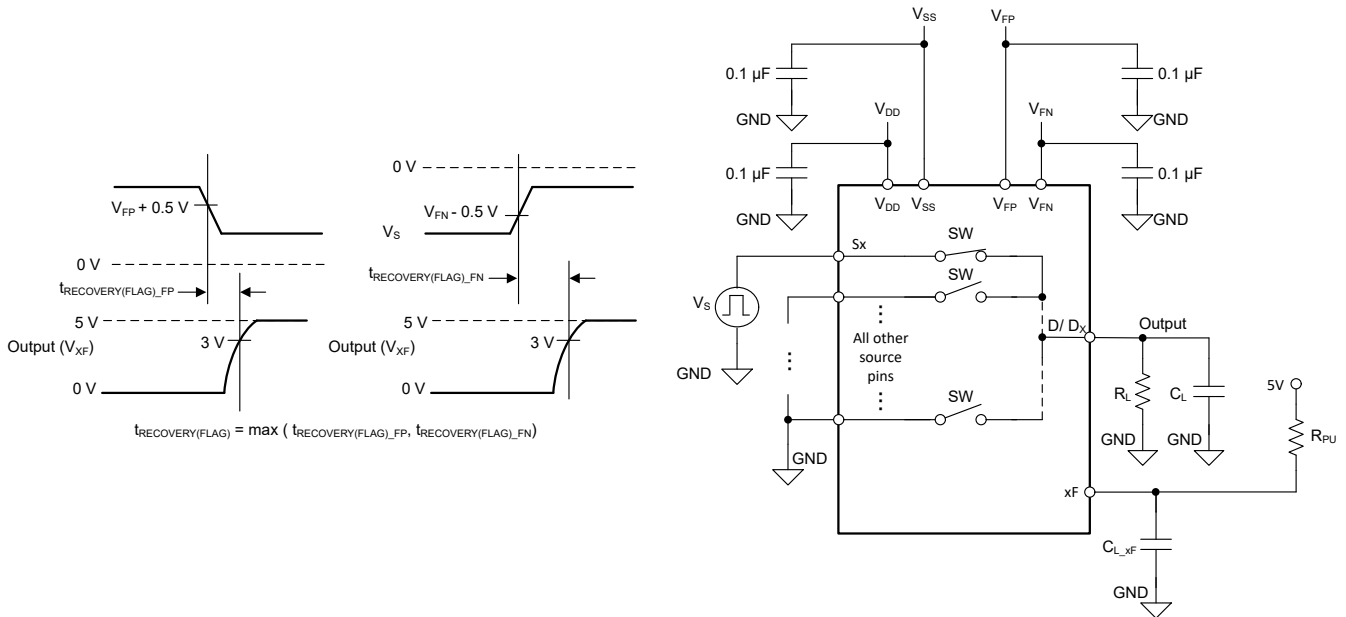 0 V
V_FP + 0.5 V
0 V
t_RECOVERY(FLAG)_FP
5 V
3 V
Output (V_XF)
0 V
0 V
V_FN - 0.5 V
V_S
t_RECOVERY(FLAG)_FN
5 V
3 V
Output (V_XF)
0 V
t_RECOVERY(FLAG) = max ( t_RECOVERY(FLAG)_FP, t_RECOVERY(FLAG)_FN)
V_SS
V_FP
0.1 µF
0.1 µF
GND
V_DD
V_FN
GND
0.1 µF
0.1 µF
GND
V_DD
V_SS
V_FP
V_FN
GND
Sx
SW
SW
V_S
GND
All other
source
pins
SW
GND
D/ D_X
Output
R_L
C_L
GND
GND
5V
R_PU
xF
C_L_xF
GND